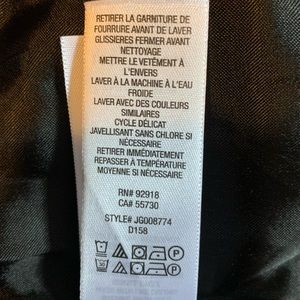 RETIRER LA GARNITURE DE
FOURRURE AVANT DE LAVER
GLISSIERES FERMER AVANT
NETTOYAGE
METTRE LE VETEMENT À
L'ENVERS
LAVER À LA MACHINE À L'EAU
FROIDE
LAVER AVEC DES COULEURS
SIMILAIRES
CYCLE DÉLICAT
JAVELLISANT SANS CHLORE SI
NÉCESSAIRE
RETIRER IMMÉDIATEMENT
REPASSER À TEMPÉRATURE
MOYENNE SI NÉCESSAIRE
RN# 92918
CA# 55730
STYLE# JG008774
D158
P